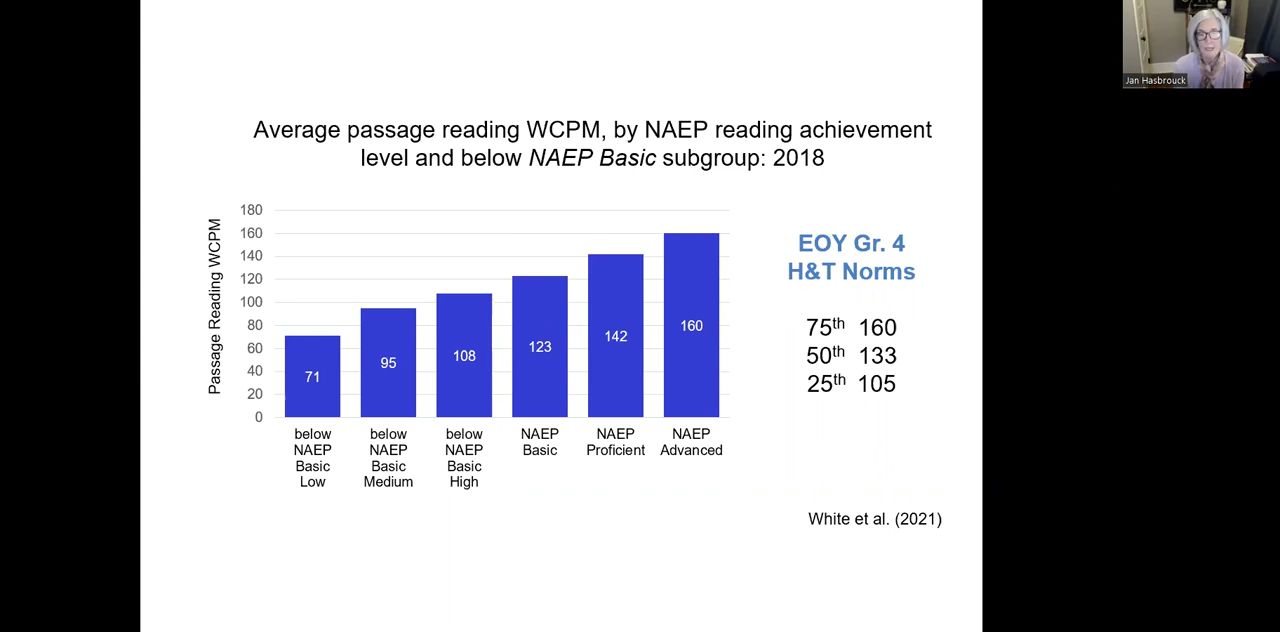 Jan Hasbrouck
Average passage reading WCPM, by NAEP reading achievement
level and below NAEP Basic subgroup: 2018
Passage Reading WCPM
180
160
140
120
100
80
60
40
20
0
71
95
108
123
142
160
below
NAEP
Basic
Low
below
NAEP
Basic
Medium
below
NAEP
Basic
High
NAEP
Basic
NAEP
Proficient
NAEP
Advanced
EOY Gr. 4
H&T Norms
75th 160
50th 133
25th 105
White et al. (2021)